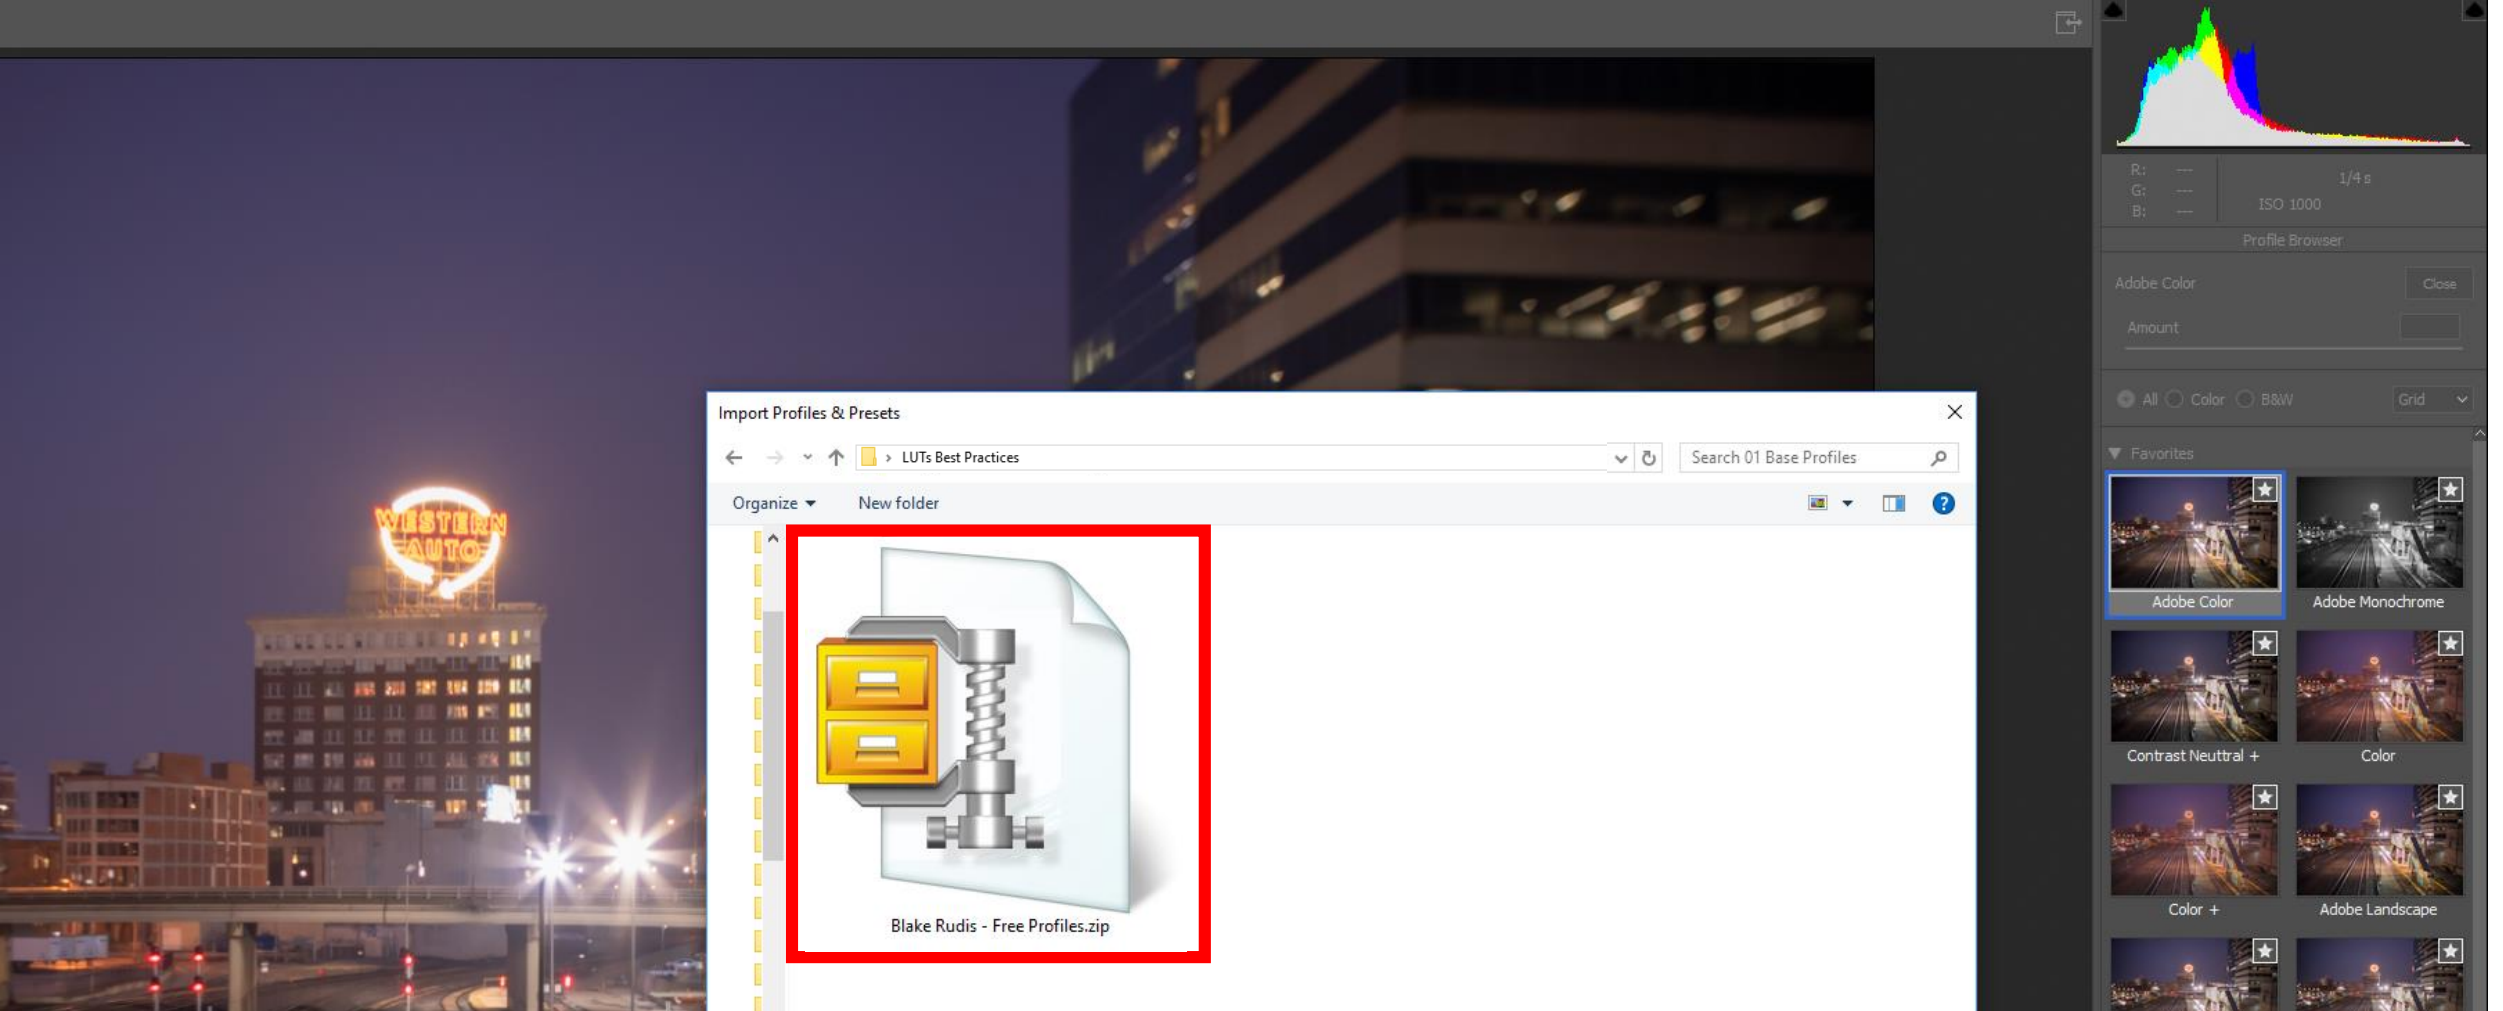 WESTERN
AUTO
R: ---
G: ---
B: ---
1/4 s
ISO 1000
Profile Browser
Adobe Color
Close
Amount
All
Color
B&W
Grid
Favorites
Adobe Color
Adobe Monochrome
Contrast Neuttral +
Color
Color +
Adobe Landscape
Import Profiles & Presets
LUTs Best Practices
Search 01 Base Profiles
Organize
New folder
Blake Rudis - Free Profiles.zip